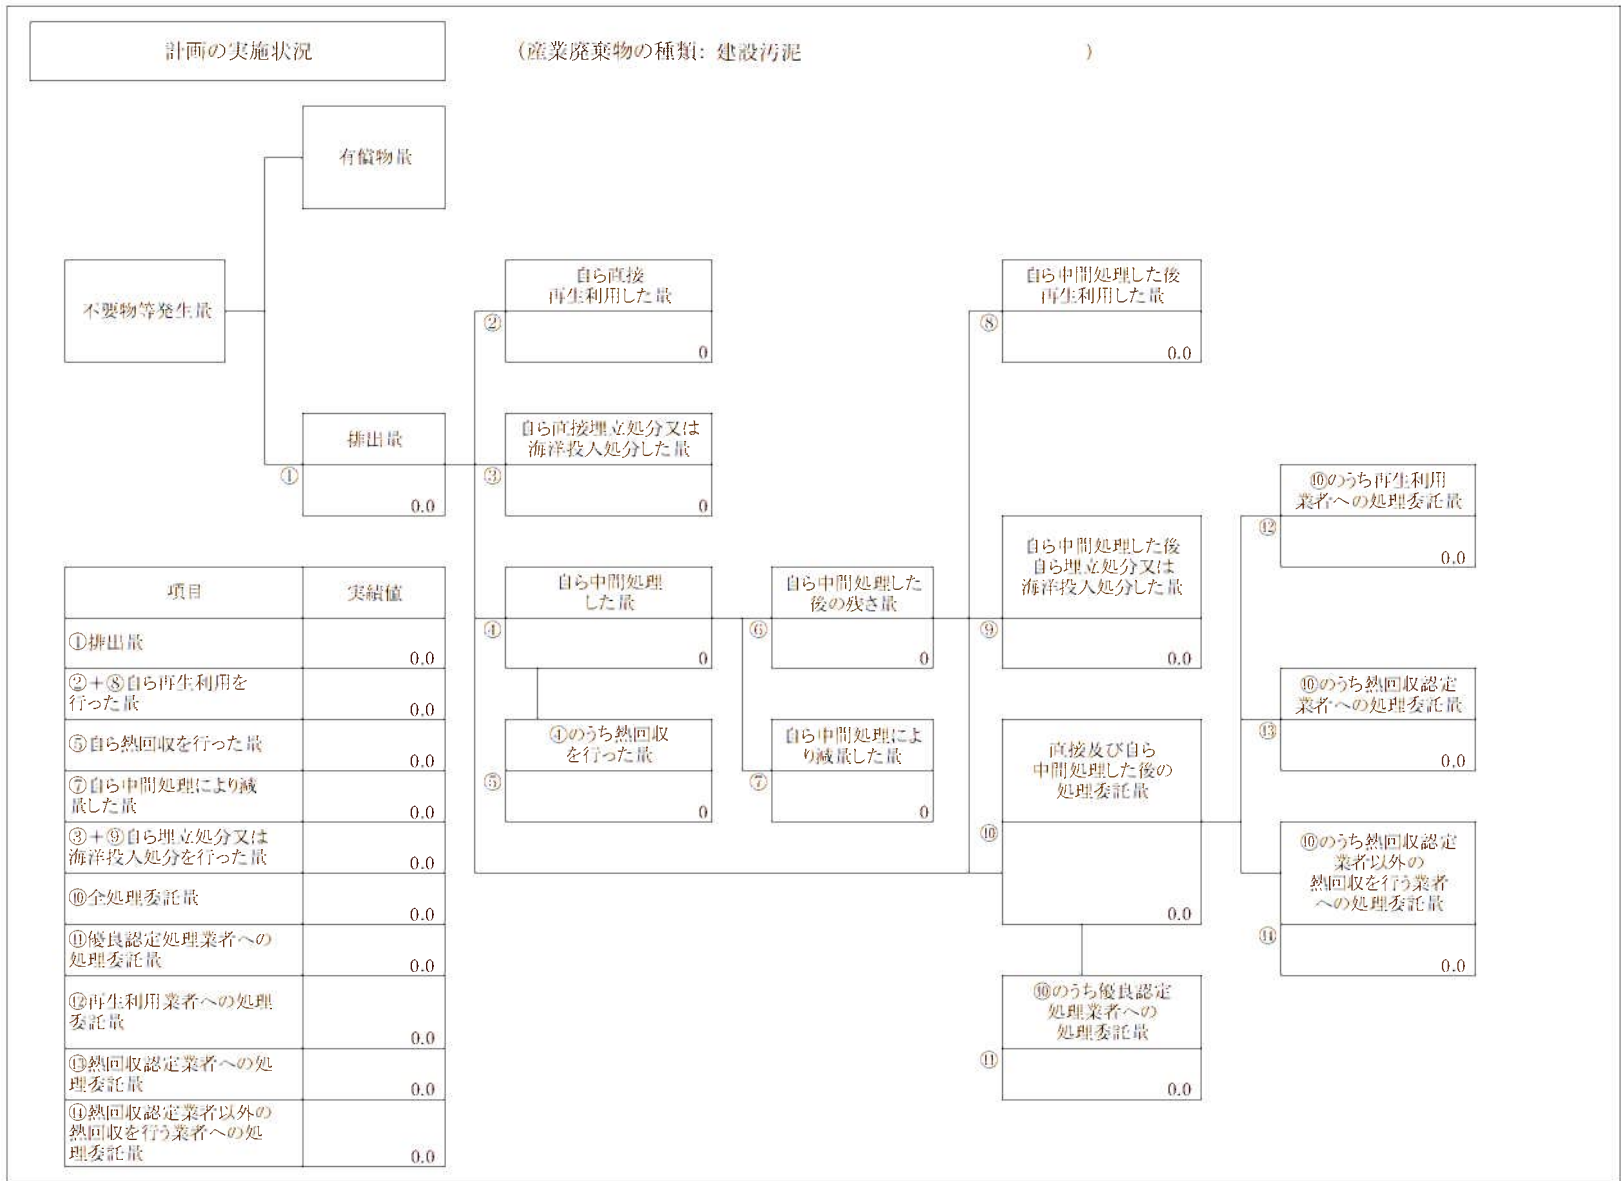 計画の実施状況
（産業廃棄物の種類：建設汚泥　　　　　）
有償物量
不要物等発生量
排出量
①
0.0
自ら直接
再生利用した量
②
0
自ら直接埋立処分又は
海洋投入処分した量
③
0
自ら中間処理
した量
④
0
④のうち熱回収
を行った量
⑤
0
自ら中間処理した
後の残さ量
⑥
0
自ら中間処理によ
り減量した量
⑦
0
自ら中間処理した後
再生利用した量
⑧
0.0
自ら中間処理した後
自ら埋立処分又は
海洋投入処分した量
⑨
0.0
直接及び自ら
中間処理した後の
処理委託量
⑩
0.0
⑩のうち優良認定
処理業者への
処理委託量
⑪
0.0
⑩のうち再生利用
業者への処理委託量
⑫
0.0
⑩のうち熱回収認定
業者への処理委託量
⑬
0.0
⑩のうち熱回収認定
業者以外の
熱回収を行う業者
への処理委託量
⑭
0.0
項目 実績値
①排出量
0.0
②＋⑧自ら再生利用を
行った量
0.0
⑤自ら熱回収を行った量
0.0
⑦自ら中間処理により減
量した量
0.0
③＋⑨自ら埋立処分又は
海洋投入処分を行った量
0.0
⑩全処理委託量
0.0
⑪優良認定処理業者への
処理委託量
0.0
⑫再生利用業者への処理
委託量
0.0
⑬熱回収認定業者への処
理委託量
0.0
⑭熱回収認定業者以外の
熱回収を行う業者への処
理委託量
0.0